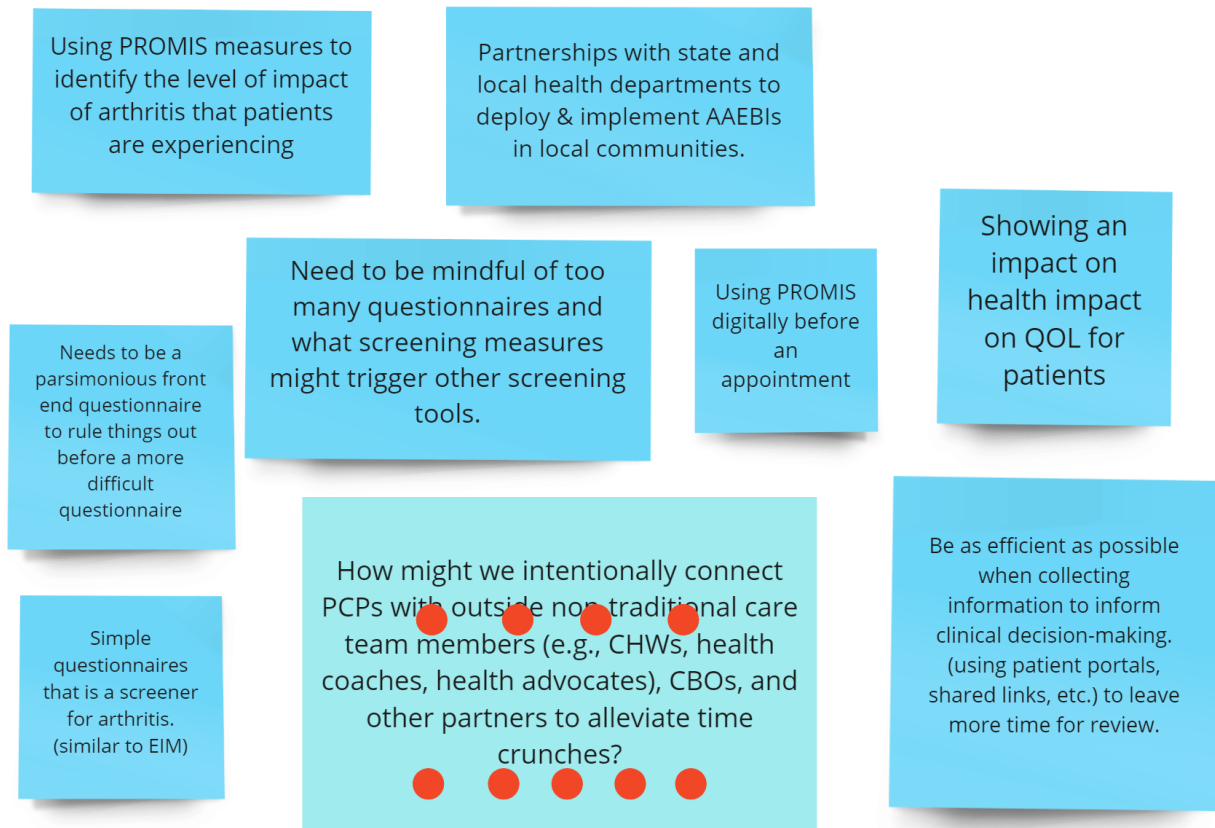 Using PROMIS measures to
identify the level of impact
of arthritis that patients
are experiencing
Partnerships with state and
local health departments to
deploy & implement AAEBIs
in local communities.
Showing an
impact on
health impact
on QOL for
patients
Need to be mindful of too
many questionnaires and
what screening measures
might trigger other screening
tools.
Using PROMIS
digitally before
an
appointment
Needs to be a
parsimonious front
end questionnaire
to rule things out
before a more
difficult
questionnaire
How might we intentionally connect
PCPs with outside non-traditional care
team members (e.g., CHWs, health
coaches, health advocates), CBOs, and
other partners to alleviate time
crunches?
Be as efficient as possible
when collecting
information to inform
clinical decision-making.
(using patient portals,
shared links, etc.) to leave
more time for review.
Simple
questionnaires
that is a screener
for arthritis.
(similar to EIM)